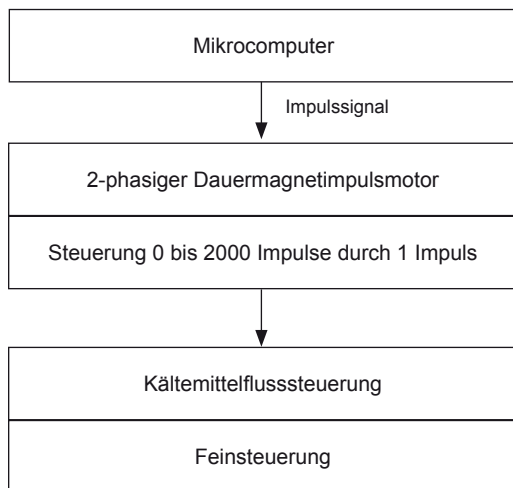 Mikrocomputer
Impulssignal
2-phasiger Dauermagnetimpulsmotor
Steuerung 0 bis 2000 Impulse durch 1 Impuls
Kältemittelflusssteuerung
Feinsteuerung